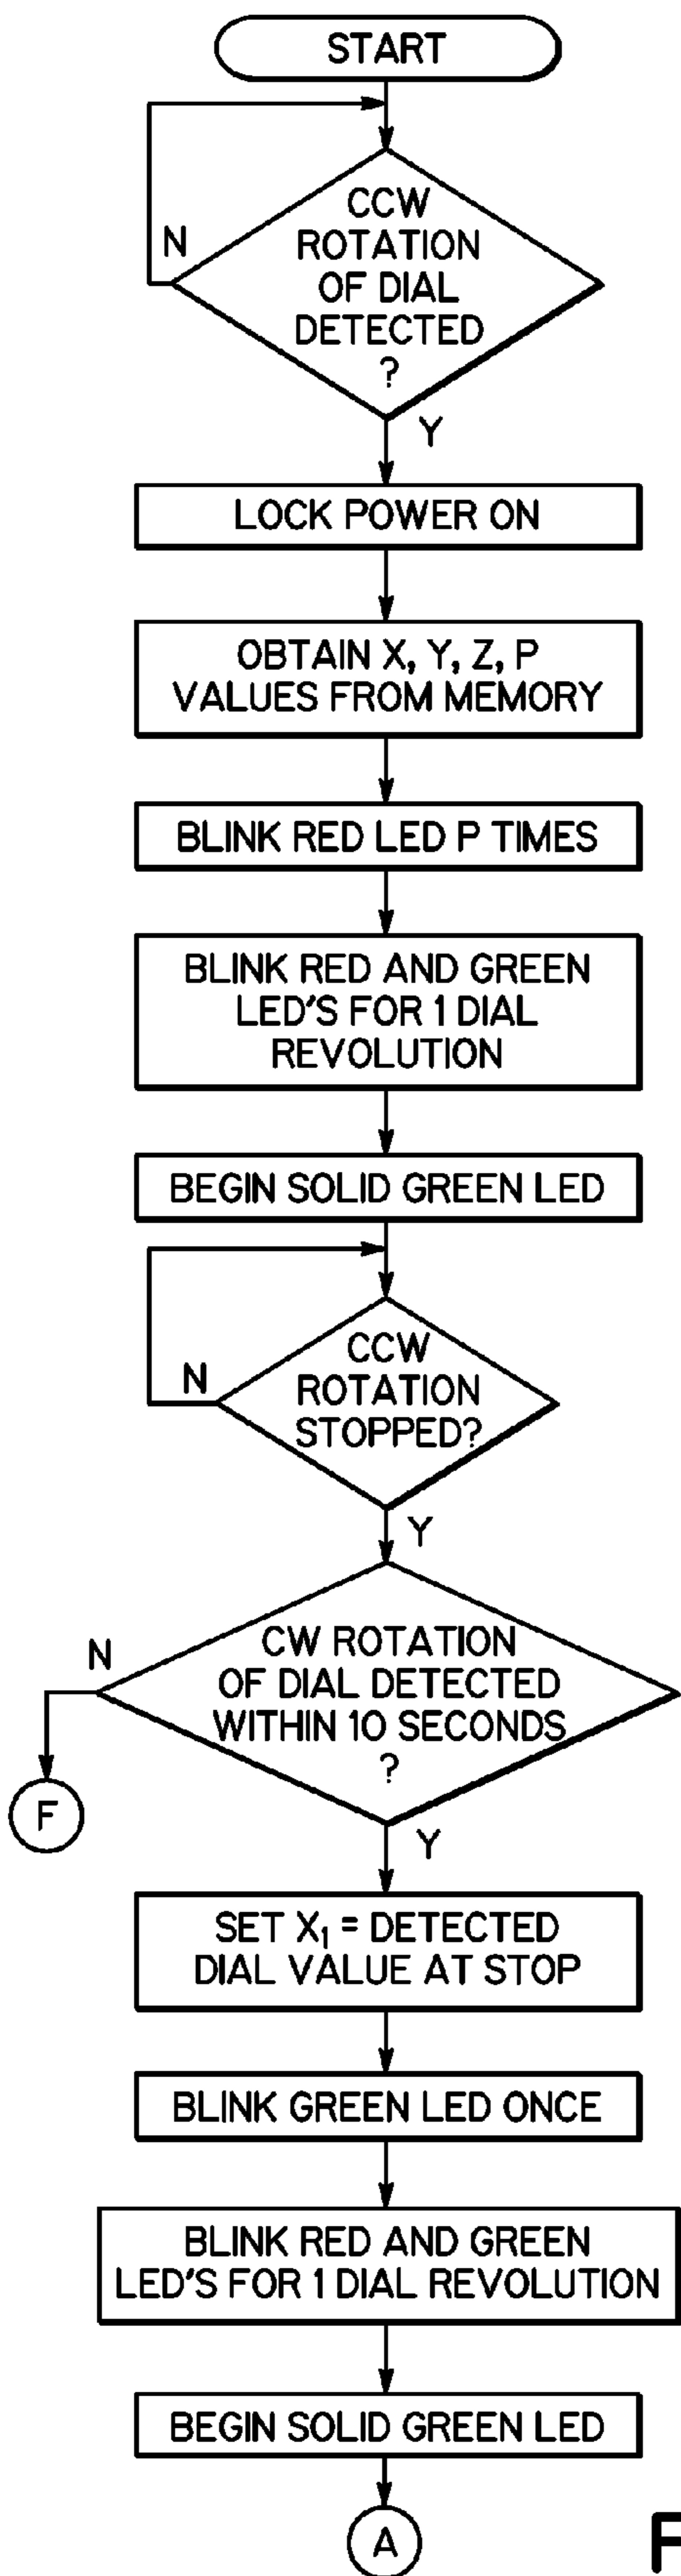 START
CCW
ROTATION
OF DIAL
DETECTED
?
N
Y
LOCK POWER ON
OBTAIN X, Y, Z, P
VALUES FROM MEMORY
BLINK RED LED P TIMES
BLINK RED AND GREEN
LED'S FOR 1 DIAL
REVOLUTION
BEGIN SOLID GREEN LED
CCW
ROTATION
STOPPED?
N
Y
CW ROTATION
OF DIAL DETECTED
WITHIN 10 SECONDS
?
N
F
Y
SET X₁ = DETECTED
DIAL VALUE AT STOP
BLINK GREEN LED ONCE
BLINK RED AND GREEN
LED'S FOR 1 DIAL REVOLUTION
BEGIN SOLID GREEN LED
A